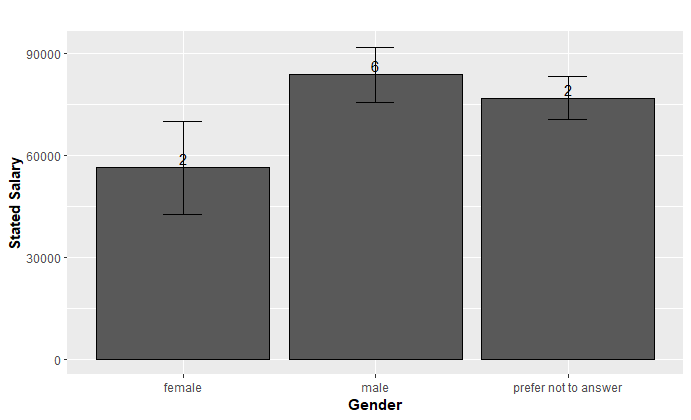 Stated Salary
90000
60000
30000
0
2
6
2
female
male
prefer not to answer
Gender